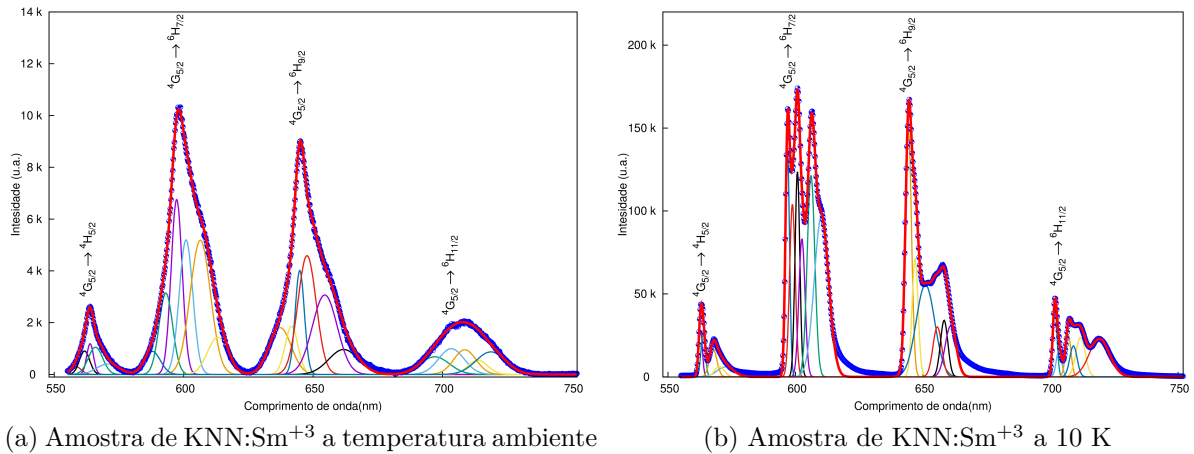 14 k
12 k
10 k
8 k
6 k
4 k
2 k
0
550
600
650
700
750
Intesidade (u.a.)
Comprimento de onda(nm)
⁴G₅/₂ → ⁴H₅/₂
⁴G₅/₂ → ⁶H₇/₂
⁴G₅/₂ → ⁶H₉/₂
⁴G₅/₂ → ⁶H₁₁/₂
(a) Amostra de KNN:Sm⁺³ a temperatura ambiente
200 k
150 k
100 k
50 k
0
550
600
650
700
750
Intesidade (u.a.)
Comprimento de onda(nm)
⁴G₅/₂ → ⁴H₅/₂
⁴G₅/₂ → ⁶H₇/₂
⁴G₅/₂ → ⁶H₉/₂
⁴G₅/₂ → ⁶H₁₁/₂
(b) Amostra de KNN:Sm⁺³ a 10 K